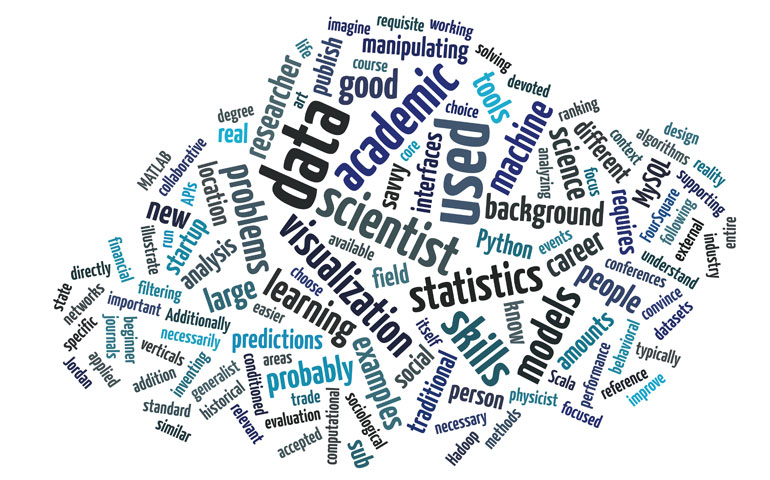 imagine
requisite
working
life
publish
manipulating
solving
course
good
researcher
art
academic
tools
devoted
degree
real
data
choice
machine
ranking
MATLAB
collaborative
savvy
core
interfaces
used
analyzing
science
different
context
algorithms
design
reality
focus
MySQL
supporting
APIs
location
problems
scientist
background
requires
FourSquare
following
external
industry
entire
new
startup
run
illustrate
analysis
visualization
available
Python
events
career
conferences
understand
financial
filtering
large
choose
field
statistics
people
convince
datasets
directly
state
networks
important
Additionally
easier
learning
know
models
amounts
behavioral
typically
specific
journals
beginner
necessarily
predictions
itself
skills
verticals
areas
examples
social
traditional
Scala
performance
reference
improve
Jordan
applied
addition
inventing
generalist
conditioned
probably
person
physicist
focused
standard
historical
trade
sociological
necessary
methods
similar
relevant
evaluation
computational
accepted
sub
Hadoop